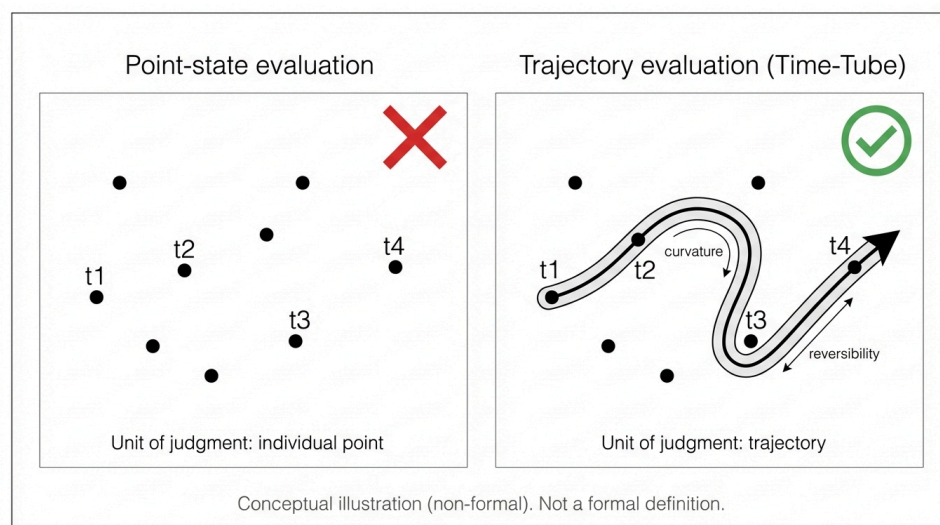 Point-state evaluation
t1
t2
t3
t4
Unit of judgment: individual point
Trajectory evaluation (Time-Tube)
t1
t2
curvature
t3
t4
reversibility
Unit of judgment: trajectory
Conceptual illustration (non-formal). Not a formal definition.